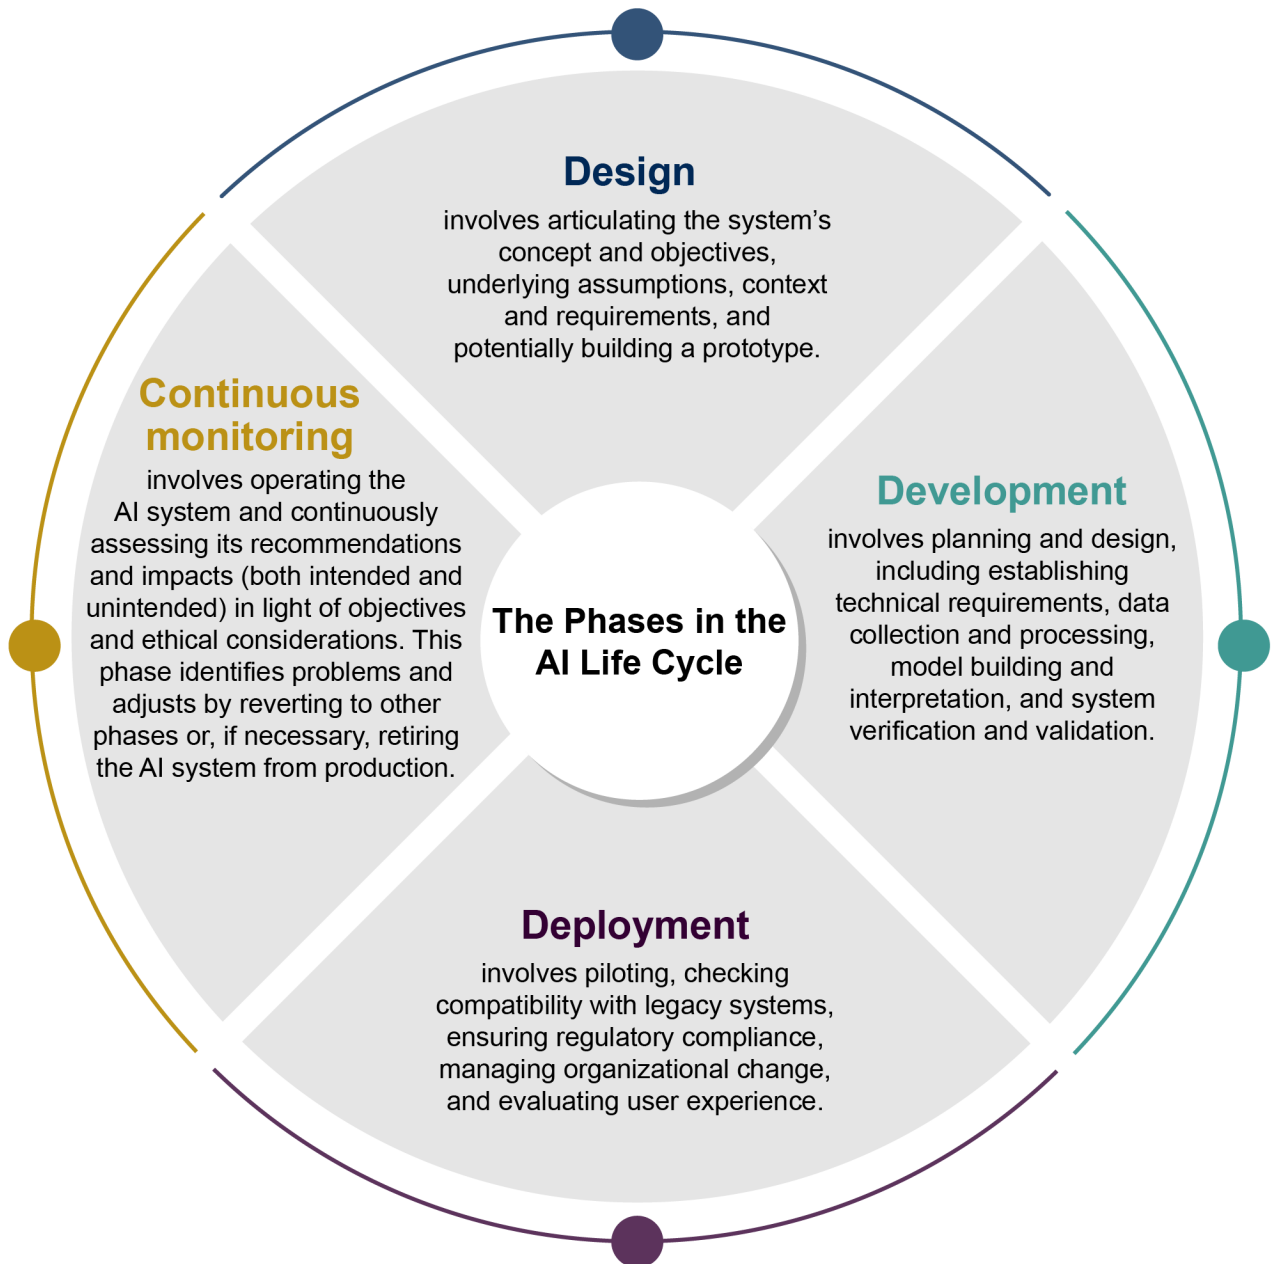 Design
involves articulating the system’s
concept and objectives,
underlying assumptions, context
and requirements, and
potentially building a prototype.
Continuous
monitoring
involves operating the
AI system and continuously
assessing its recommendations
and impacts (both intended and
unintended) in light of objectives
and ethical considerations. This
phase identifies problems and
adjusts by reverting to other
phases or, if necessary, retiring
the AI system from production.
The Phases in the
AI Life Cycle
Development
involves planning and design,
including establishing
technical requirements, data
collection and processing,
model building and
interpretation, and system
verification and validation.
Deployment
involves piloting, checking
compatibility with legacy systems,
ensuring regulatory compliance,
managing organizational change,
and evaluating user experience.